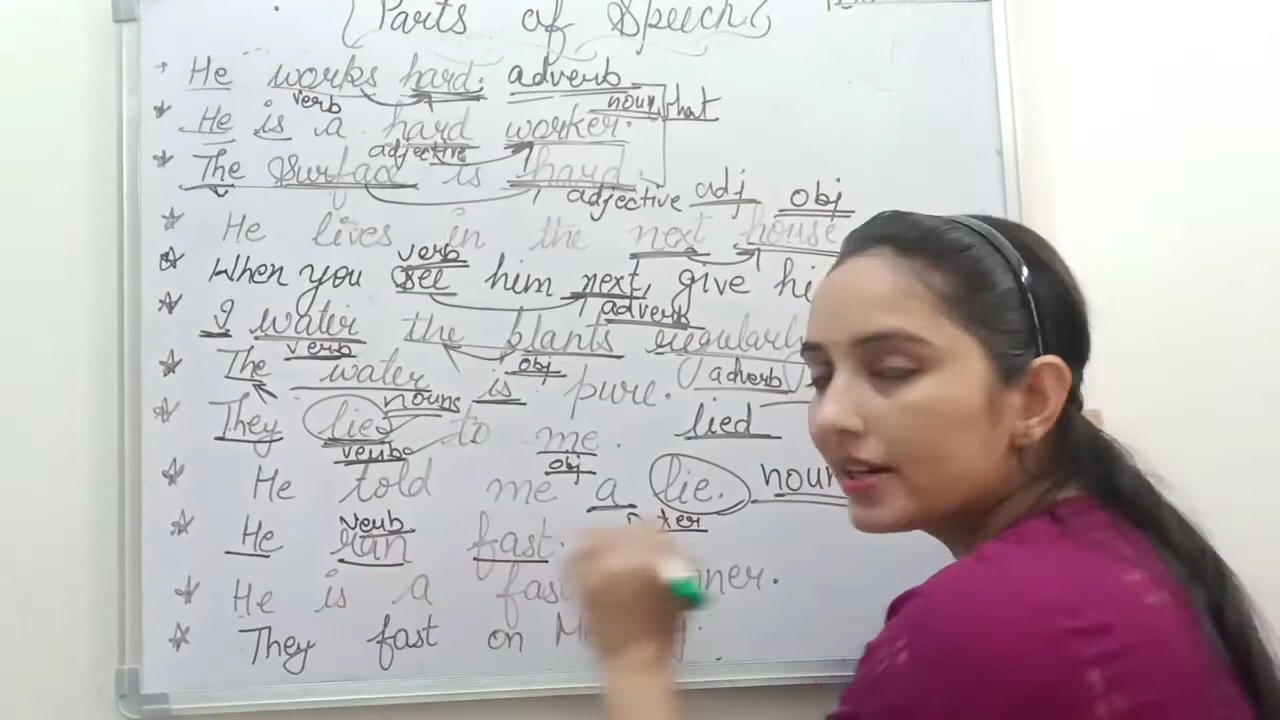 Parts of Speech
He works hard. adverb
verb noun what
He is a hard worker.
adjective
The Surface is hard.
adjective adj obj
He lives in the next house
verb
When you see him next, give hi
adverb
I water the plants regularly
verb obj (adverb)
The water is pure.
nouns lied
They lied to me.
verb obj
He told me a lie. noun
verb
He ran fast.
He is a fast nner.
They fast on